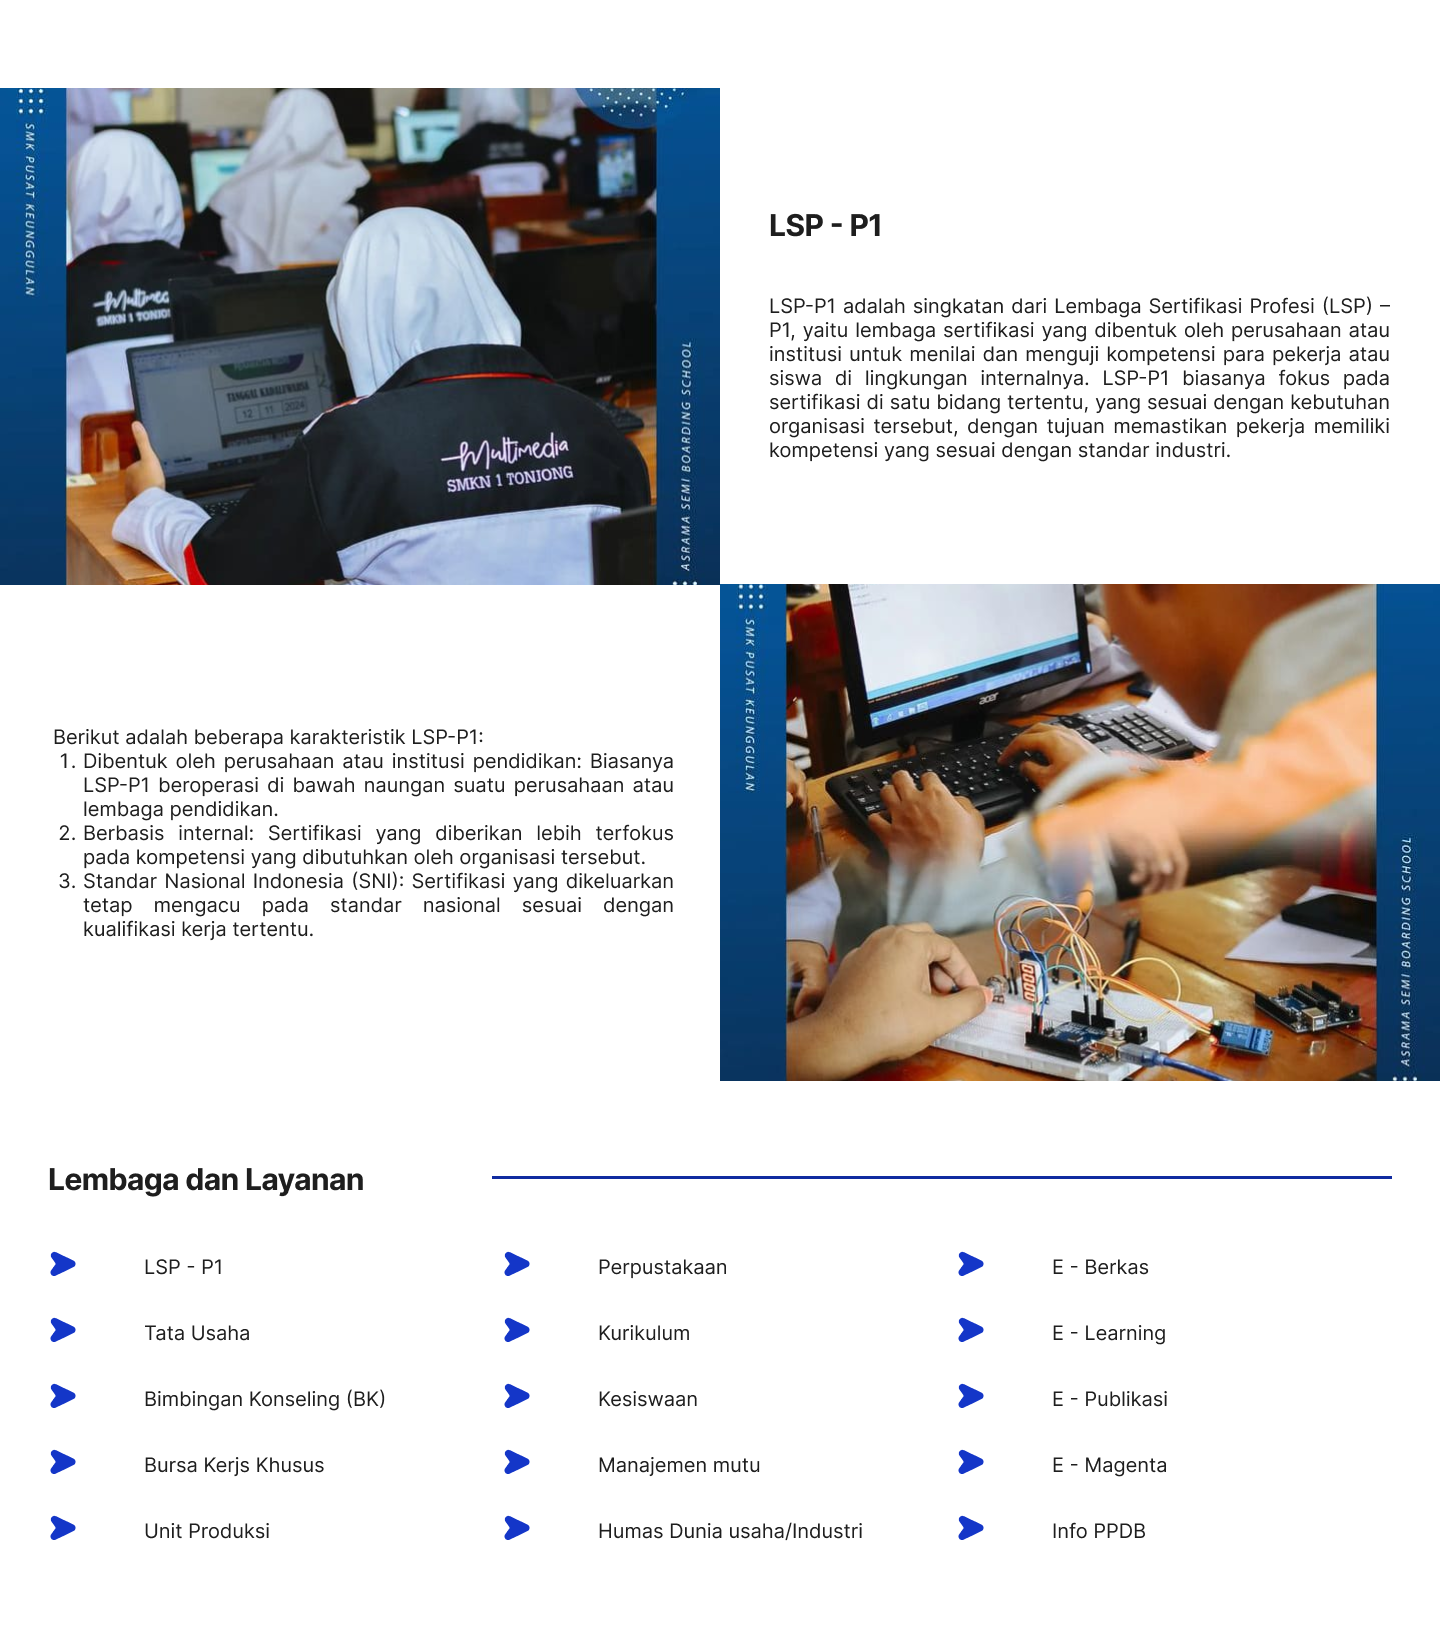 SMK PUSAT KEUNGGULAN
Multimedia
SMKN 1 TONJONG
TANGGAL KADALUWARSA
12 11 2024
Multimedia
SMKN 1 TONJONG
ASRAMA SEMI BOARDING SCHOOL
LSP - P1
LSP-P1 adalah singkatan dari Lembaga Sertifikasi Profesi (LSP) –
P1, yaitu lembaga sertifikasi yang dibentuk oleh perusahaan atau
institusi untuk menilai dan menguji kompetensi para pekerja atau
siswa di lingkungan internalnya. LSP-P1 biasanya fokus pada
sertifikasi di satu bidang tertentu, yang sesuai dengan kebutuhan
organisasi tersebut, dengan tujuan memastikan pekerja memiliki
kompetensi yang sesuai dengan standar industri.
Berikut adalah beberapa karakteristik LSP-P1:
1. Dibentuk oleh perusahaan atau institusi pendidikan: Biasanya
LSP-P1 beroperasi di bawah naungan suatu perusahaan atau
lembaga pendidikan.
2. Berbasis internal: Sertifikasi yang diberikan lebih terfokus
pada kompetensi yang dibutuhkan oleh organisasi tersebut.
3. Standar Nasional Indonesia (SNI): Sertifikasi yang dikeluarkan
tetap mengacu pada standar nasional sesuai dengan
kualifikasi kerja tertentu.
SMK PUSAT KEUNGGULAN
acer
0000
ASRAMA SEMI BOARDING SCHOOL
Lembaga dan Layanan
LSP - P1
Tata Usaha
Bimbingan Konseling (BK)
Bursa Kerjs Khusus
Unit Produksi
Perpustakaan
Kurikulum
Kesiswaan
Manajemen mutu
Humas Dunia usaha/Industri
E - Berkas
E - Learning
E - Publikasi
E - Magenta
Info PPDB